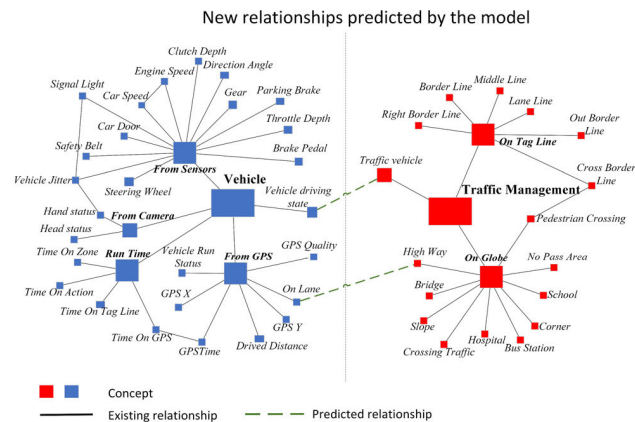 New relationships predicted by the model
Clutch Depth
Engine Speed
Direction Angle
Signal Light
Car Speed
Gear
Parking Brake
Car Door
Throttle Depth
Safety Belt
From Sensors
Brake Pedal
Vehicle Jitter
Steering Wheel
Vehicle
Vehicle driving
state
Hand status
From Camera
Head status
Run Time
Time On Zone
Vehicle Run
Status
From GPS
GPS Quality
Time On Action
GPS X
On Lane
Time On Tag Line
GPS Y
Time On GPS
GPSTime
Drived Distance
Middle Line
Border Line
Lane Line
Right Border Line
Out Border
Line
On Tag Line
Traffic vehicle
Cross Border
Line
Traffic Management
Pedestrian Crossing
High Way
On Globe
No Pass Area
Bridge
School
Slope
Corner
Crossing Traffic
Hospital
Bus Station
Concept
Existing relationship
Predicted relationship